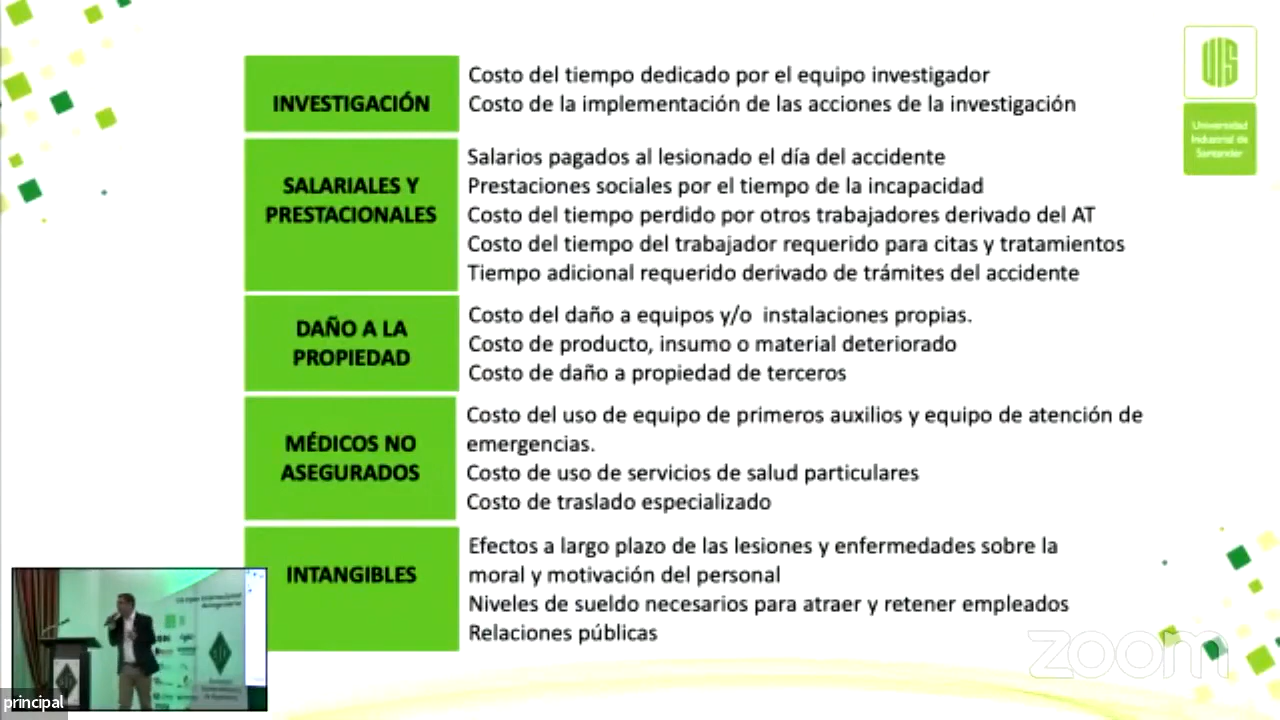 INVESTIGACIÓN
Costo del tiempo dedicado por el equipo investigador
Costo de la implementación de las acciones de la investigación
SALARIALES Y
PRESTACIONALES
Salarios pagados al lesionado el día del accidente
Prestaciones sociales por el tiempo de la incapacidad
Costo del tiempo perdido por otros trabajadores derivado del AT
Costo del tiempo del trabajador requerido para citas y tratamientos
Tiempo adicional requerido derivado de trámites del accidente
DAÑO A LA
PROPIEDAD
Costo del daño a equipos y/o instalaciones propias.
Costo de producto, insumo o material deteriorado
Costo de daño a propiedad de terceros
MÉDICOS NO
ASEGURADOS
Costo del uso de equipo de primeros auxilios y equipo de atención de
emergencias.
Costo de uso de servicios de salud particulares
Costo de traslado especializado
INTANGIBLES
Efectos a largo plazo de las lesiones y enfermedades sobre la
moral y motivación del personal
Niveles de sueldo necesarios para atraer y retener empleados
Relaciones públicas
UIS
Universidad
Industrial de
Santander
zoom
principal